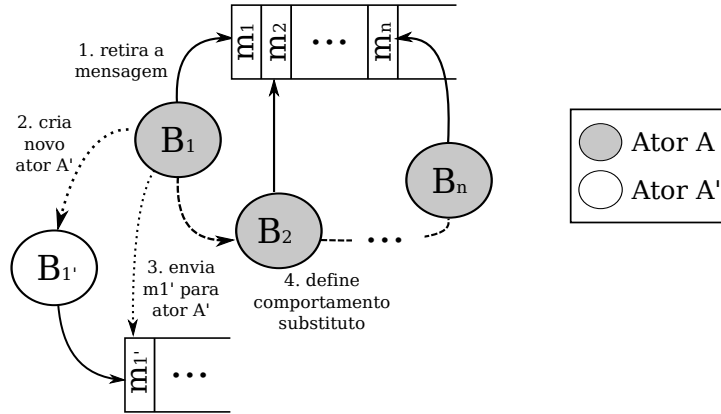 m1
m2
...
mn
1. retira a
mensagem
2. cria
novo
ator A'
B1
Bn
Ator A
Ator A'
B2
...
B1'
3. envia
m1' para
ator A'
4. define
comportamento
substituto
m1'
...